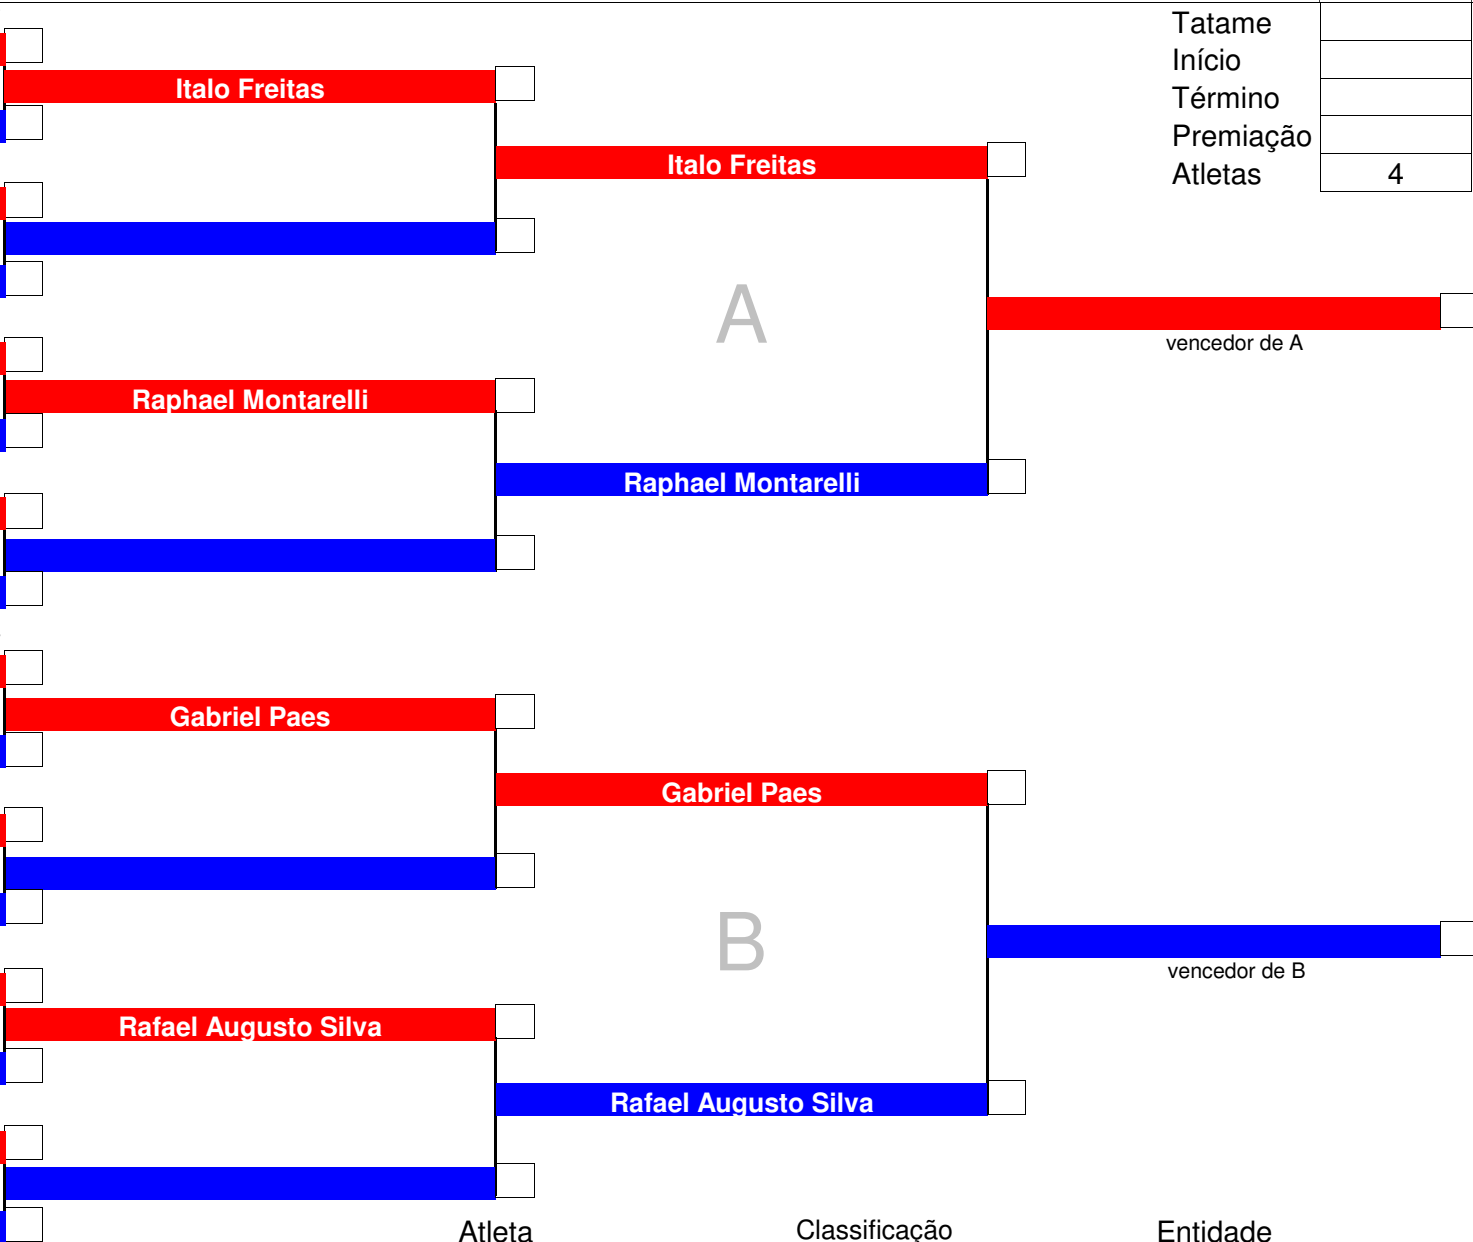 Tatame
Início
Término
Premiação
Atletas 4
Italo Freitas
Italo Freitas
A
vencedor de A
Raphael Montarelli
Raphael Montarelli
Gabriel Paes
Gabriel Paes
B
vencedor de B
Rafael Augusto Silva
Rafael Augusto Silva
Atleta Classificação Entidade